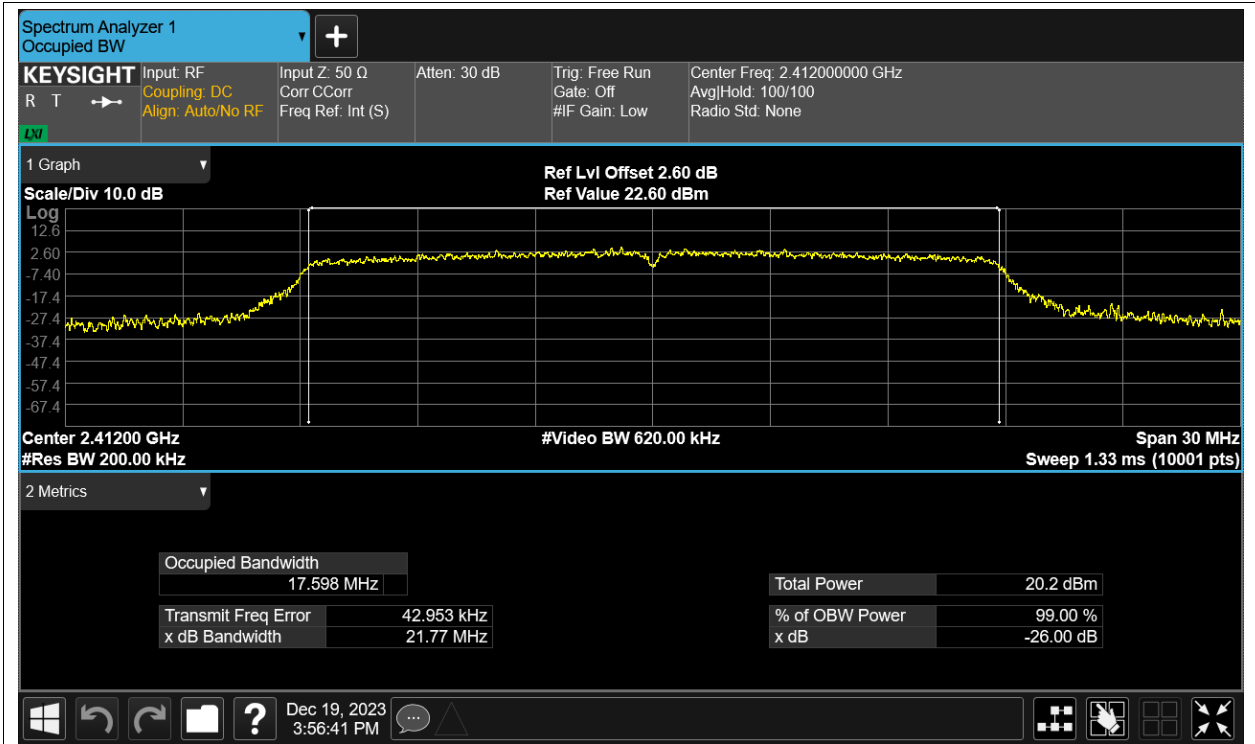 Spectrum Analyzer 1
Occupied BW
KEYSIGHT
R T
LXI
Input: RF
Coupling: DC
Align: Auto/No RF
Input Z: 50 Ω
Corr CCorr
Freq Ref: Int (S)
Atten: 30 dB
Trig: Free Run
Gate: Off
#IF Gain: Low
Center Freq: 2.412000000 GHz
Avg|Hold: 100/100
Radio Std: None
1 Graph
Scale/Div 10.0 dB
Ref Lvl Offset 2.60 dB
Ref Value 22.60 dBm
Log
12.6
2.60
-7.40
-17.4
-27.4
-37.4
-47.4
-57.4
-67.4
Center 2.41200 GHz
#Res BW 200.00 kHz
#Video BW 620.00 kHz
Span 30 MHz
Sweep 1.33 ms (10001 pts)
2 Metrics
Occupied Bandwidth
17.598 MHz
Transmit Freq Error 42.953 kHz
x dB Bandwidth 21.77 MHz
Total Power 20.2 dBm
% of OBW Power 99.00 %
x dB -26.00 dB
?
Dec 19, 2023
3:56:41 PM